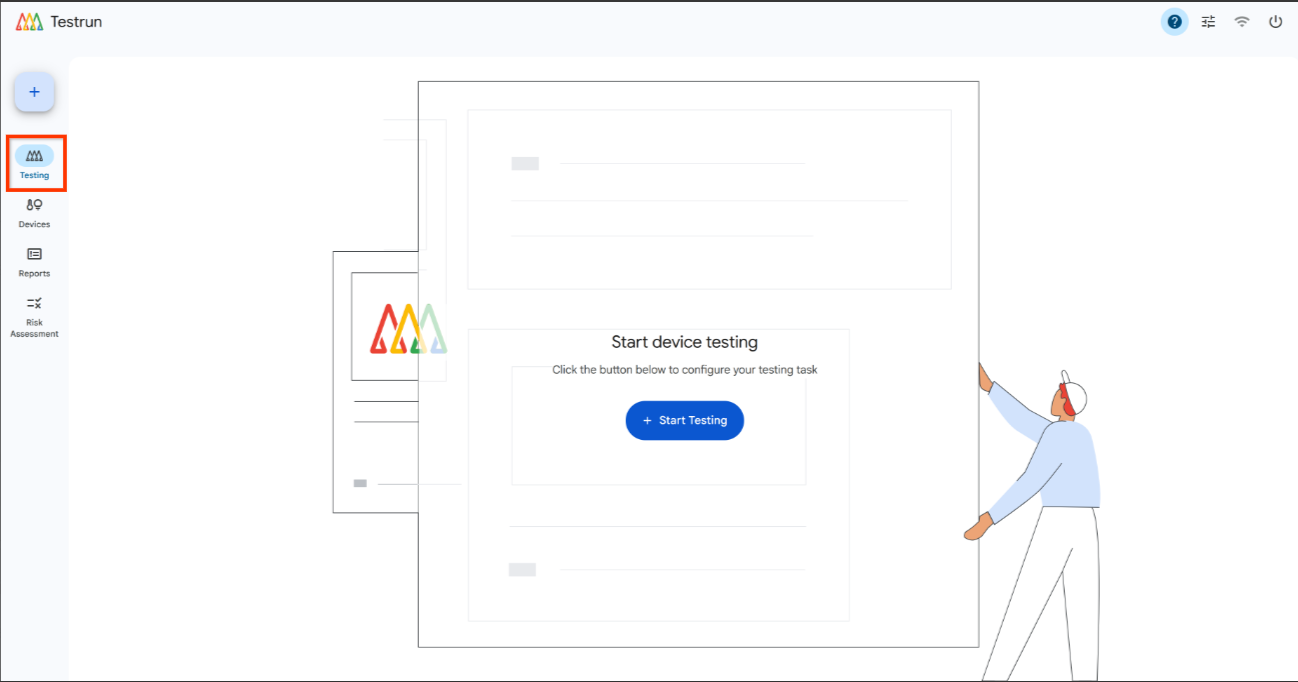 Testrun
Testing
Devices
Reports
Risk
Assessment
Start device testing
Click the button below to configure your testing task
+ Start Testing